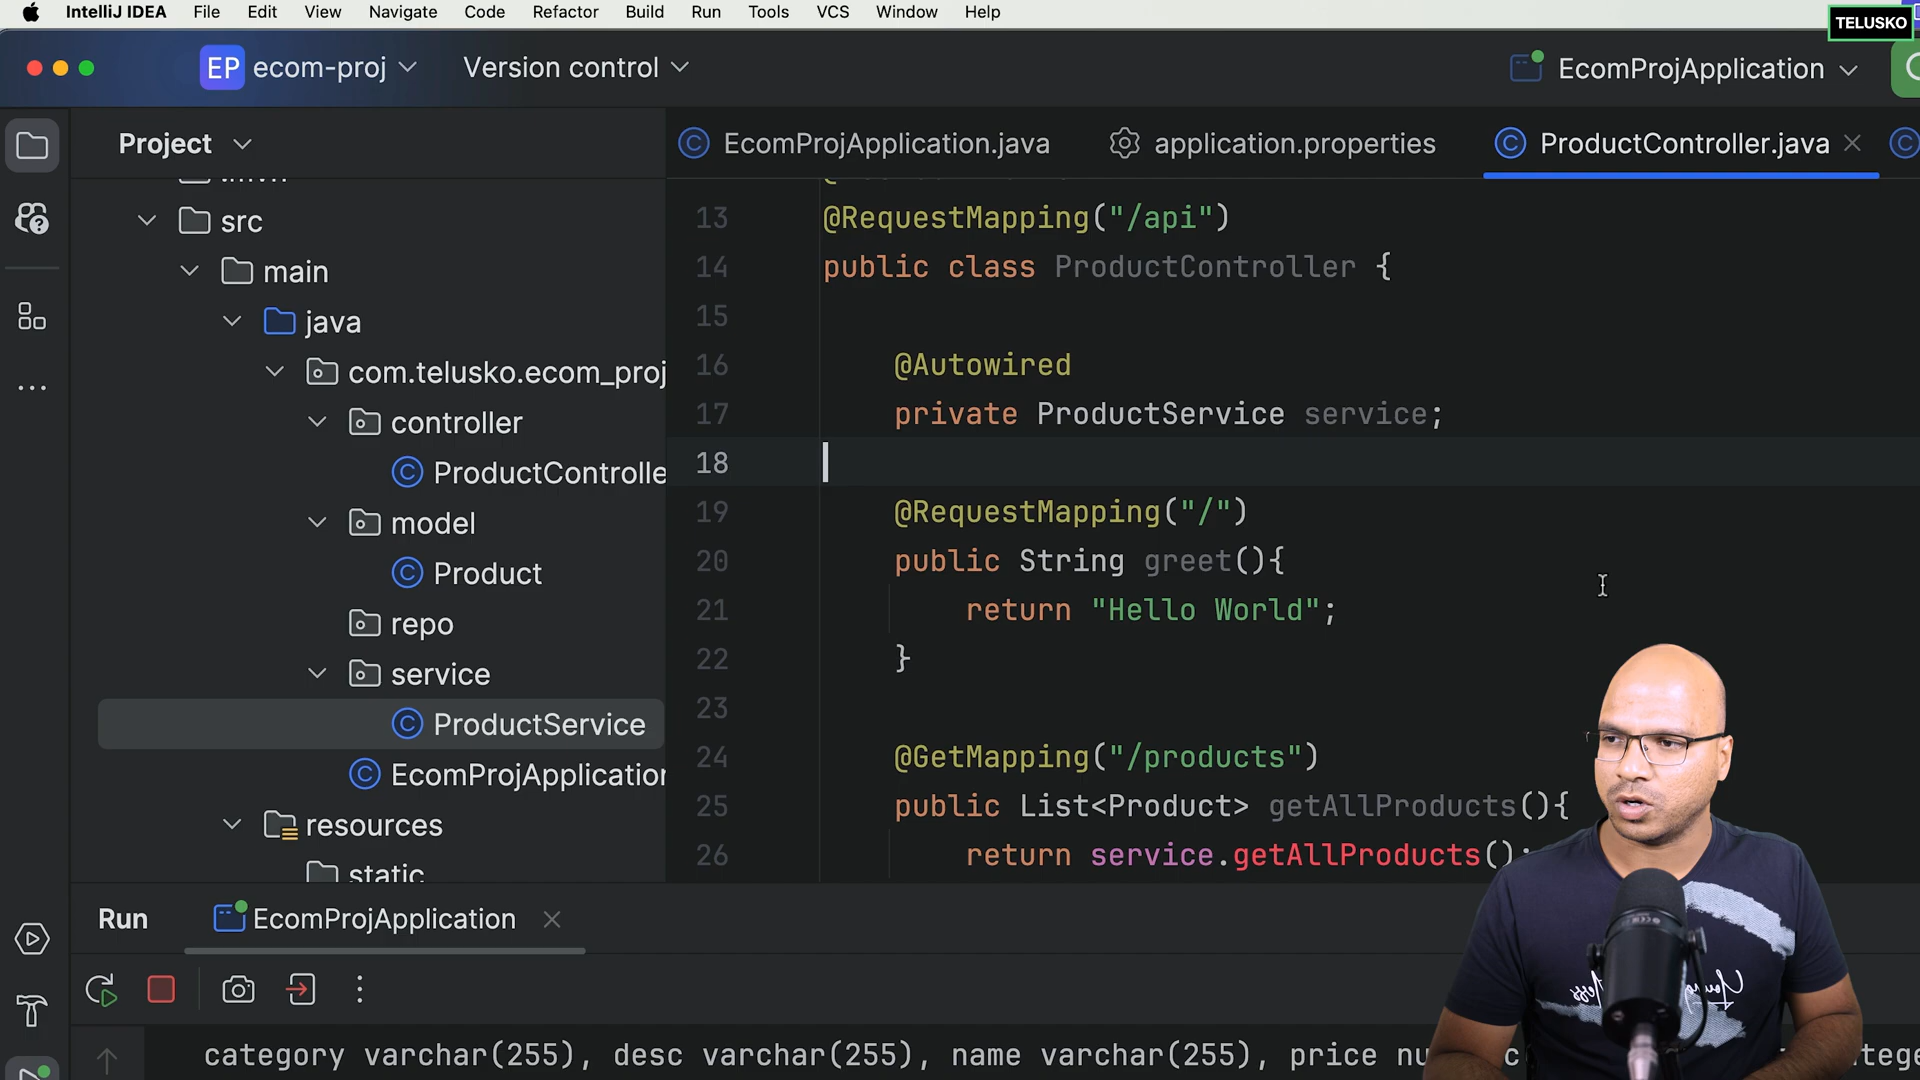 IntelliJ IDEA File Edit View Navigate Code Refactor Build Run Tools VCS Window Help
TELUSKO
EP ecom-proj Version control EcomProjApplication
Project
EcomProjApplication.java application.properties ProductController.java
src
main
java
com.telusko.ecom_proj
controller
ProductControlle
model
Product
repo
service
ProductService
EcomProjApplication
resources
static
13 @RequestMapping("/api")
14 public class ProductController {
15
16 @Autowired
17 private ProductService service;
18
19 @RequestMapping("/")
20 public String greet(){
21 return "Hello World";
22 }
23
24 @GetMapping("/products")
25 public List<Product> getAllProducts(){
26 return service.getAllProducts();
Run EcomProjApplication
category varchar(255), desc varchar(255), name varchar(255), price nu